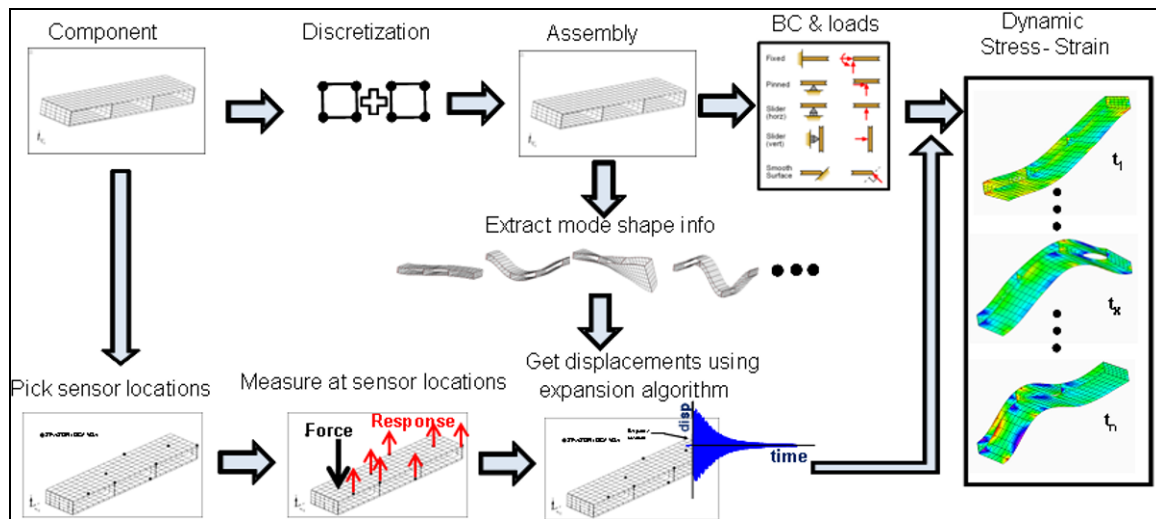 Component
Discretization
Assembly
BC & loads
Dynamic
Stress- Strain
Fixed
Pinned
Slider
(horz)
Slider
(vert)
Smooth
Surface
t1
tx
tn
Extract mode shape info
Pick sensor locations
Measure at sensor locations
Get displacements using
expansion algorithm
Force
Response
disp
time